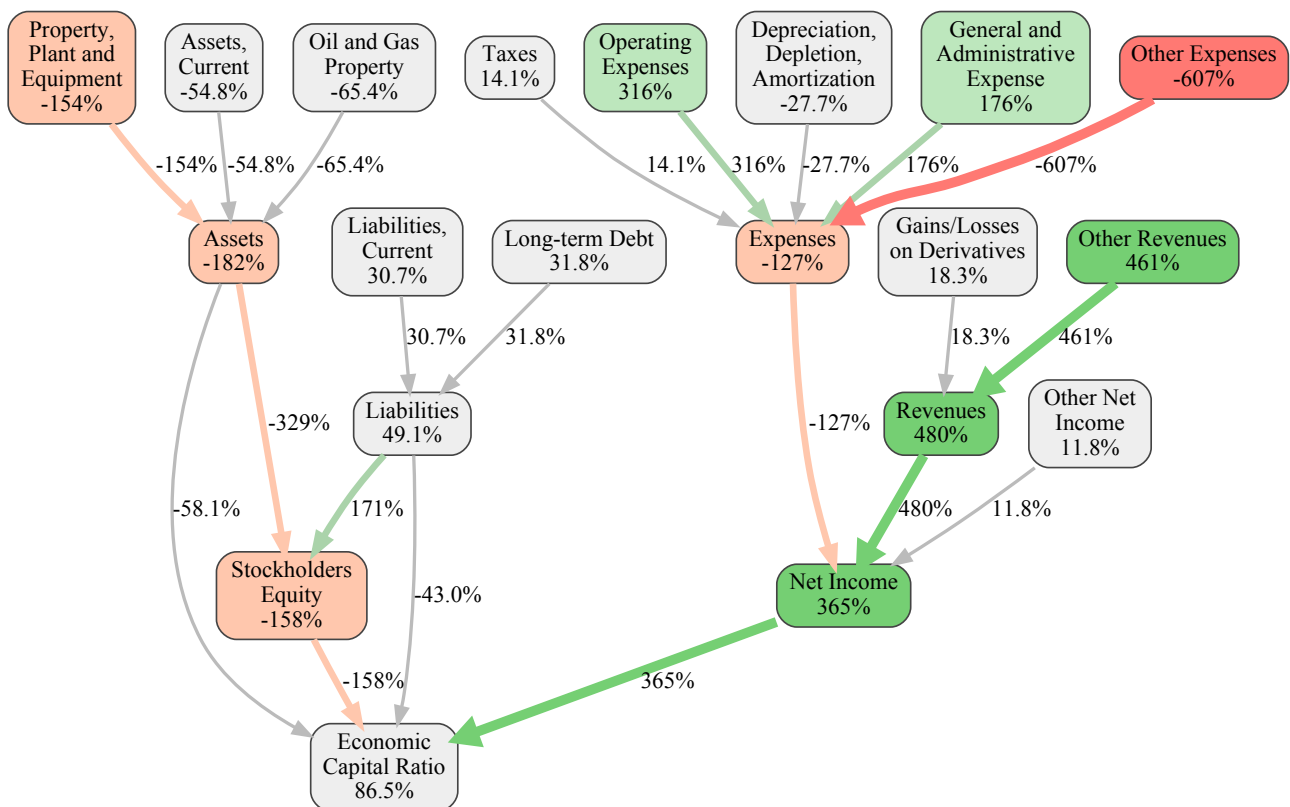 Property,
Plant and
Equipment
-154%
Assets,
Current
-54.8%
Oil and Gas
Property
-65.4%
Taxes
14.1%
Operating
Expenses
316%
Depreciation,
Depletion,
Amortization
-27.7%
General and
Administrative
Expense
176%
Other Expenses
-607%
-154%
-54.8%
-65.4%
14.1%
316%
-27.7%
176%
-607%
Assets
-182%
Liabilities,
Current
30.7%
Long-term Debt
31.8%
Expenses
-127%
Gains/Losses
on Derivatives
18.3%
Other Revenues
461%
30.7%
31.8%
18.3%
461%
-329%
Liabilities
49.1%
-127%
Revenues
480%
Other Net
Income
11.8%
-58.1%
171%
480%
11.8%
Stockholders
Equity
-158%
-43.0%
Net Income
365%
-158%
365%
Economic
Capital Ratio
86.5%